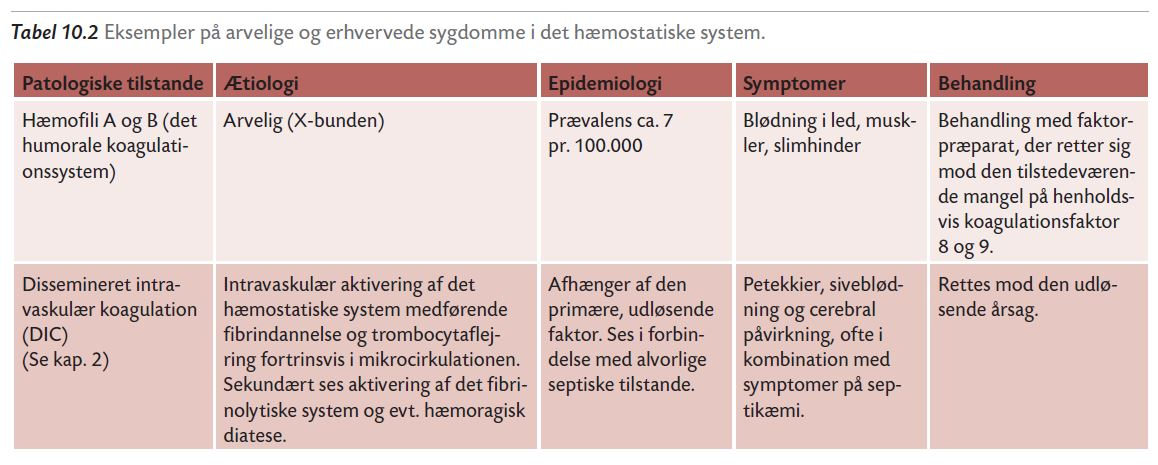 Tabel 10.2 Eksempler på arvelige og erhvervede sygdomme i det hæmostatiske system.
Patologiske tilstande
Ætiologi
Epidemiologi
Symptomer
Behandling
Hæmofili A og B (det
humorale koagulati-
onssystem)
Arvelig (X-bunden)
Prævalens ca. 7
pr. 100.000
Blødning i led, musk-
ler, slimhinder
Behandling med faktor-
præparat, der retter sig
mod den tilstedeværen-
de mangel på henholds-
vis koagulationsfaktor
8 og 9.
Dissemineret intra-
vaskulær koagulation
(DIC)
(Se kap. 2)
Intravaskulær aktivering af det
hæmostatiske system medførende
fibrindannelse og trombocytaflej-
ring fortrinsvis i mikrocirkulationen.
Sekundært ses aktivering af det fibri-
nolytiske system og evt. hæmoragisk
diatese.
Afhænger af den
primære, udløsende
faktor. Ses i forbin-
delse med alvorlige
septiske tilstande.
Petekkier, siveblød-
ning og cerebral
påvirkning, ofte i
kombination med
symptomer på sep-
tikæmi.
Rettes mod den udlø-
sende årsag.